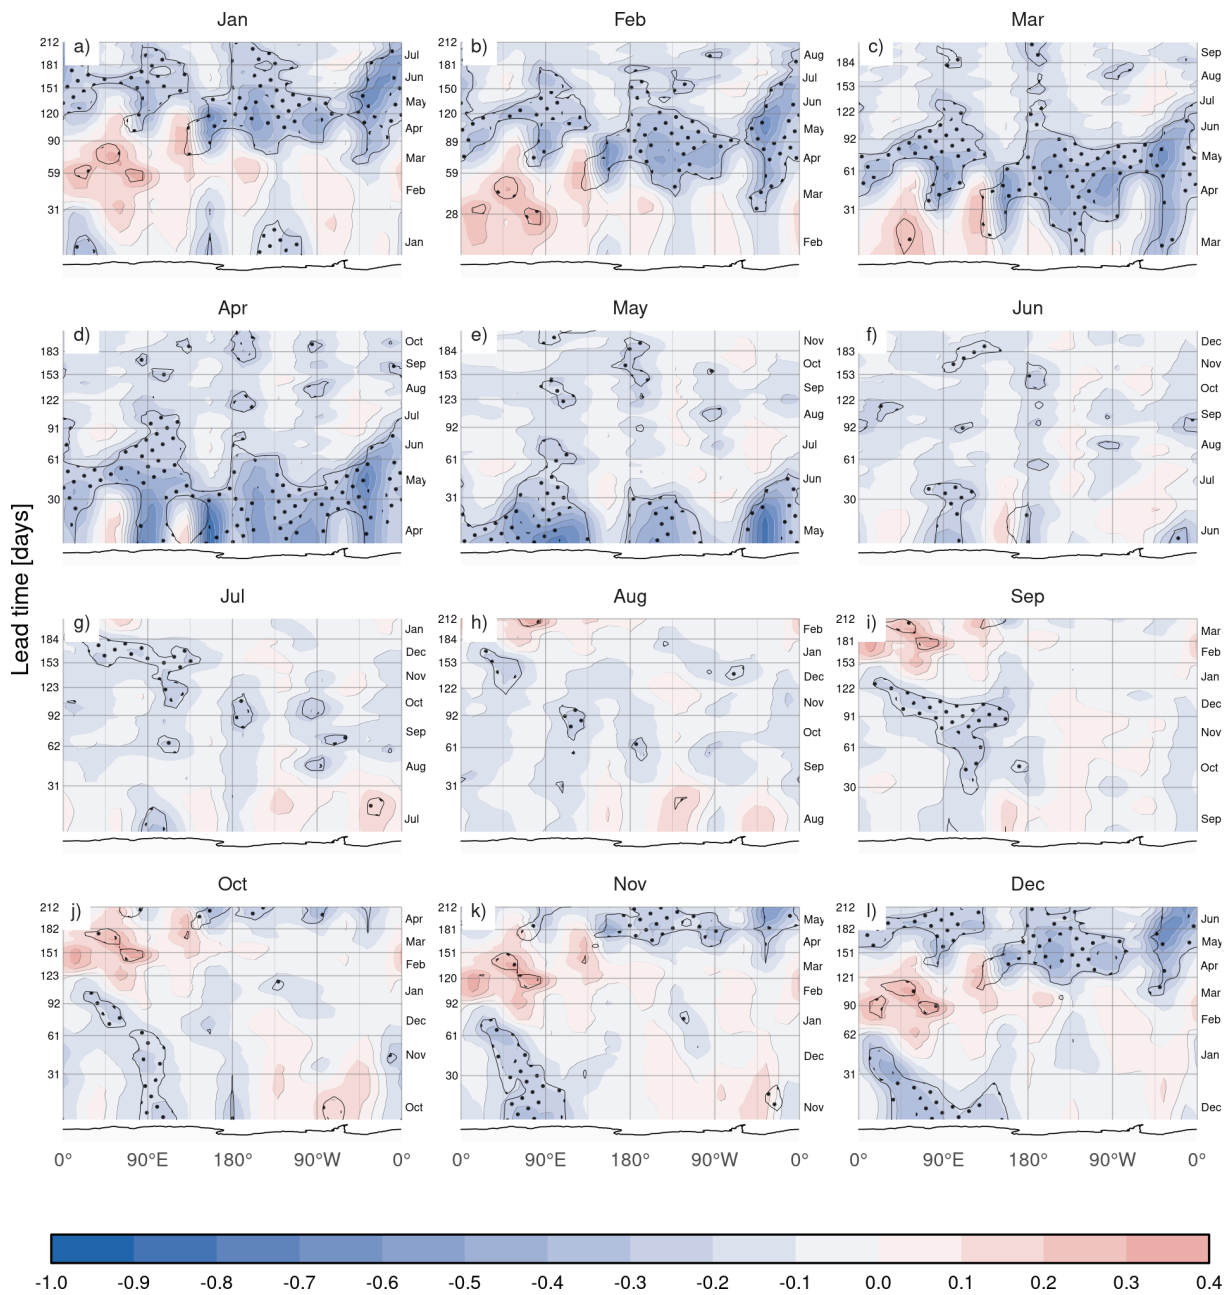 Jan Feb Mar
a) b) c)
212 181 151 120 90 59 31
Jul Jun May Apr Mar Feb Jan
212 181 150 120 89 59 28
Aug Jul Jun May Apr Mar Feb
184 153 122 92 61 31
Sep Aug Jul Jun May Apr Mar
Apr May Jun
d) e) f)
183 153 122 91 61 30
Oct Sep Aug Jul Jun May Apr
183 153 122 92 61 31
Nov Oct Sep Aug Jul Jun May
183 153 122 92 61 30
Dec Nov Oct Sep Aug Jul Jun
Lead time [days]
Jul Aug Sep
g) h) i)
184 153 123 92 62 31
Jan Dec Nov Oct Sep Aug Jul
212 184 153 122 92 61 31
Feb Jan Dec Nov Oct Sep Aug
212 181 153 122 91 61 30
Mar Feb Jan Dec Nov Oct Sep
Oct Nov Dec
j) k) l)
212 182 151 123 92 61 31
Apr Mar Feb Jan Dec Nov Oct
212 181 151 120 92 61 30
May Apr Mar Feb Jan Dec Nov
212 182 151 121 90 62 31
Jun May Apr Mar Feb Jan Dec
0° 90°E 180° 90°W 0° 0° 90°E 180° 90°W 0° 0° 90°E 180° 90°W 0°
-1.0 -0.9 -0.8 -0.7 -0.6 -0.5 -0.4 -0.3 -0.2 -0.1 0.0 0.1 0.2 0.3 0.4